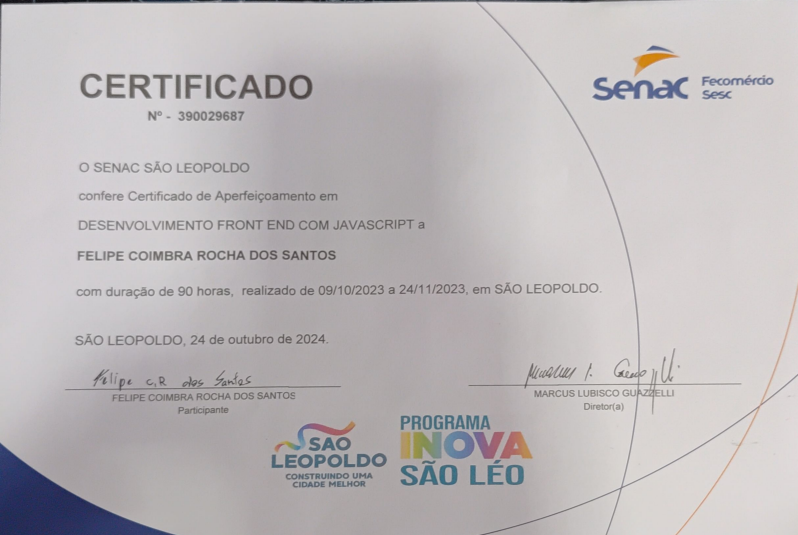 CERTIFICADO
Nº - 390029687
Senac Fecomércio
Sesc
O SENAC SÃO LEOPOLDO
confere Certificado de Aperfeiçoamento em
DESENVOLVIMENTO FRONT END COM JAVASCRIPT a
FELIPE COIMBRA ROCHA DOS SANTOS
com duração de 90 horas, realizado de 09/10/2023 a 24/11/2023, em SÃO LEOPOLDO.
SÃO LEOPOLDO, 24 de outubro de 2024.
Felipe C.R dos Santos
FELIPE COIMBRA ROCHA DOS SANTOS
Participante
MARCUS LUBISCO GUAZZELLI
Diretor(a)
SÃO
LEOPOLDO
CONSTRUINDO UMA
CIDADE MELHOR
PROGRAMA
INOVA
SÃO LÉO